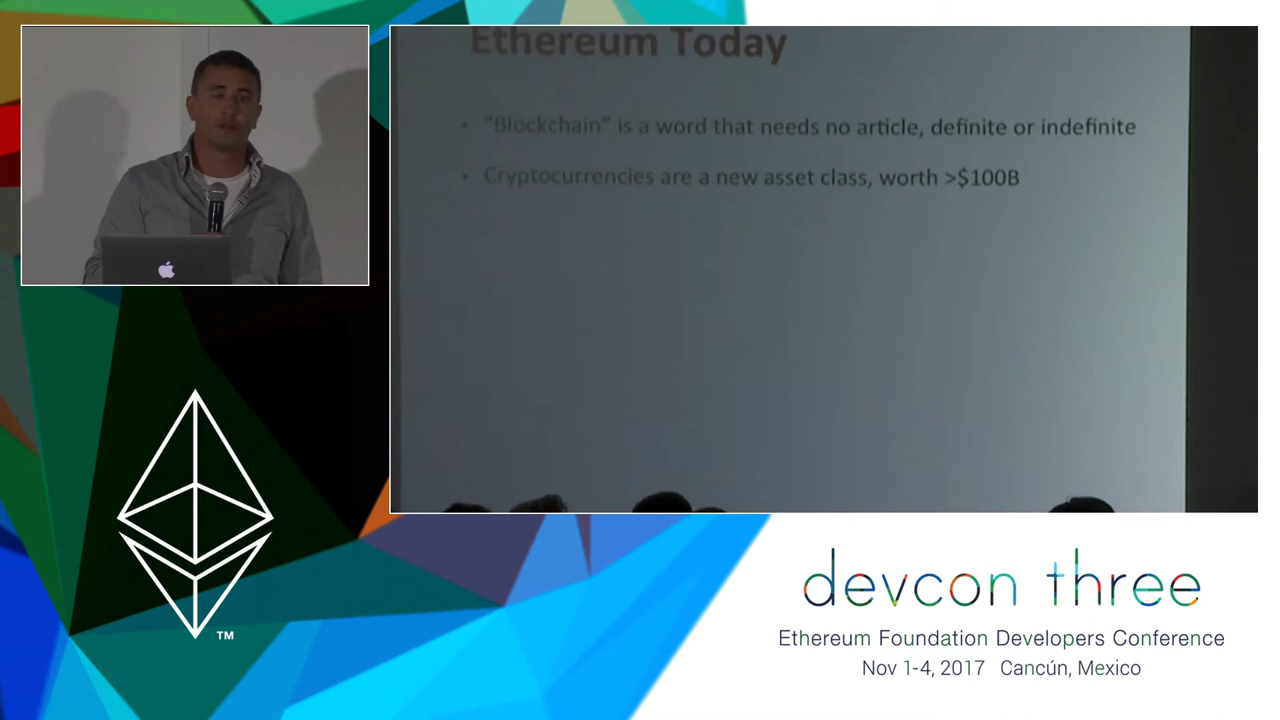 Ethereum Today
• "Blockchain" is a word that needs no article, definite or indefinite
• Cryptocurrencies are a new asset class, worth >$100B
TM
devcon three
Ethereum Foundation Developers Conference
Nov 1-4, 2017 Cancún, Mexico